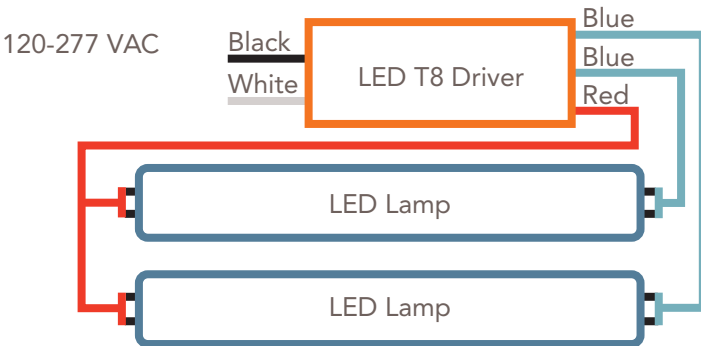 120-277 VAC
Black
White
LED T8 Driver
Blue
Blue
Red
LED Lamp
LED Lamp